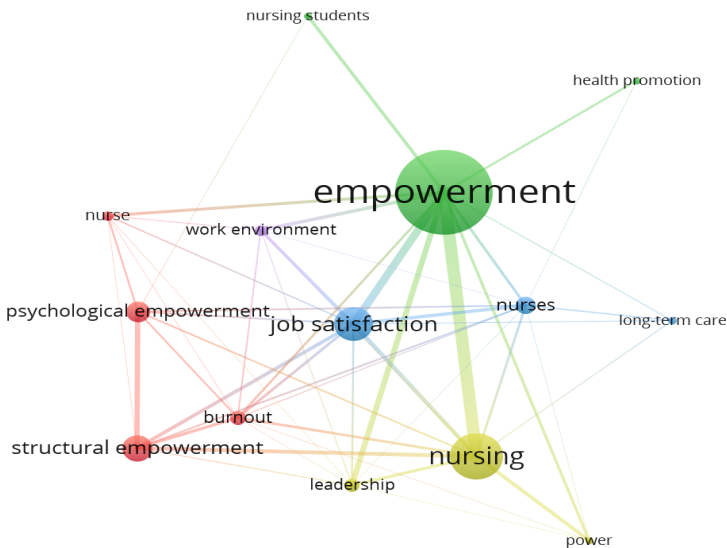 nursing students
health promotion
empowerment
nurse
work environment
psychological empowerment
nurses
job satisfaction
long-term care
burnout
structural empowerment
nursing
leadership
power